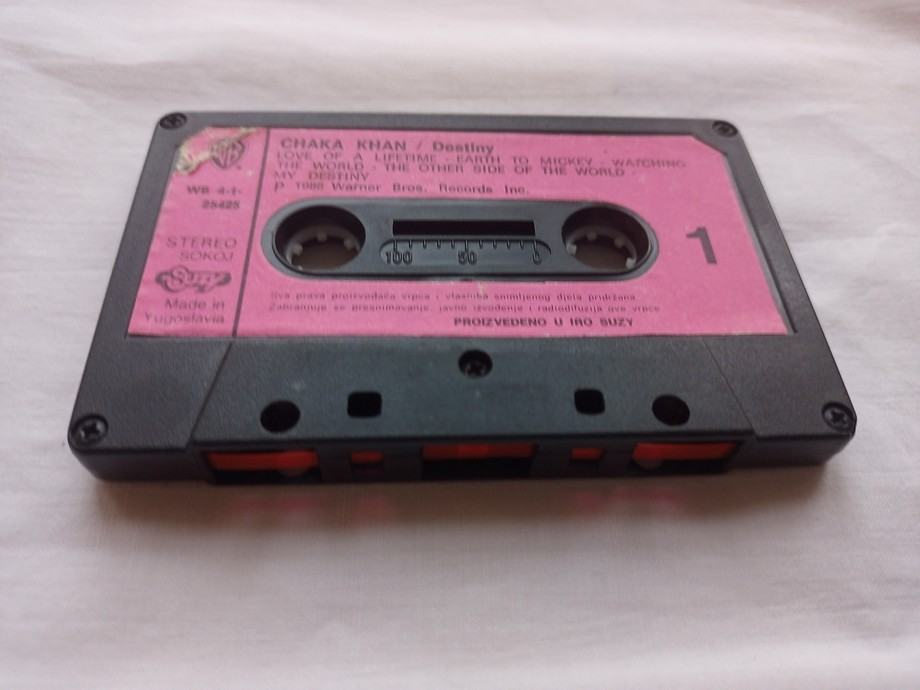 CHAKA KHAN / Destiny
LOVE OF A LIFETIME - EARTH TO MICKEY - WATCHING
THE WORLD - THE OTHER SIDE OF THE WORLD -
MY DESTINY
P 1986 Warner Bros. Records Inc.
WB
WB 4-1-
25425
STEREO
SOKOJ
Suzy
Made in
Yugoslavia
100 50 0
1
Sva prava proizvođača vrpce i vlasnika snimljenog djela pridržana
Zabranjuje se presnimavanje, javno izvođenje i radiodifuzija ove vrpce
PROIZVEDENO U IRO SUZY